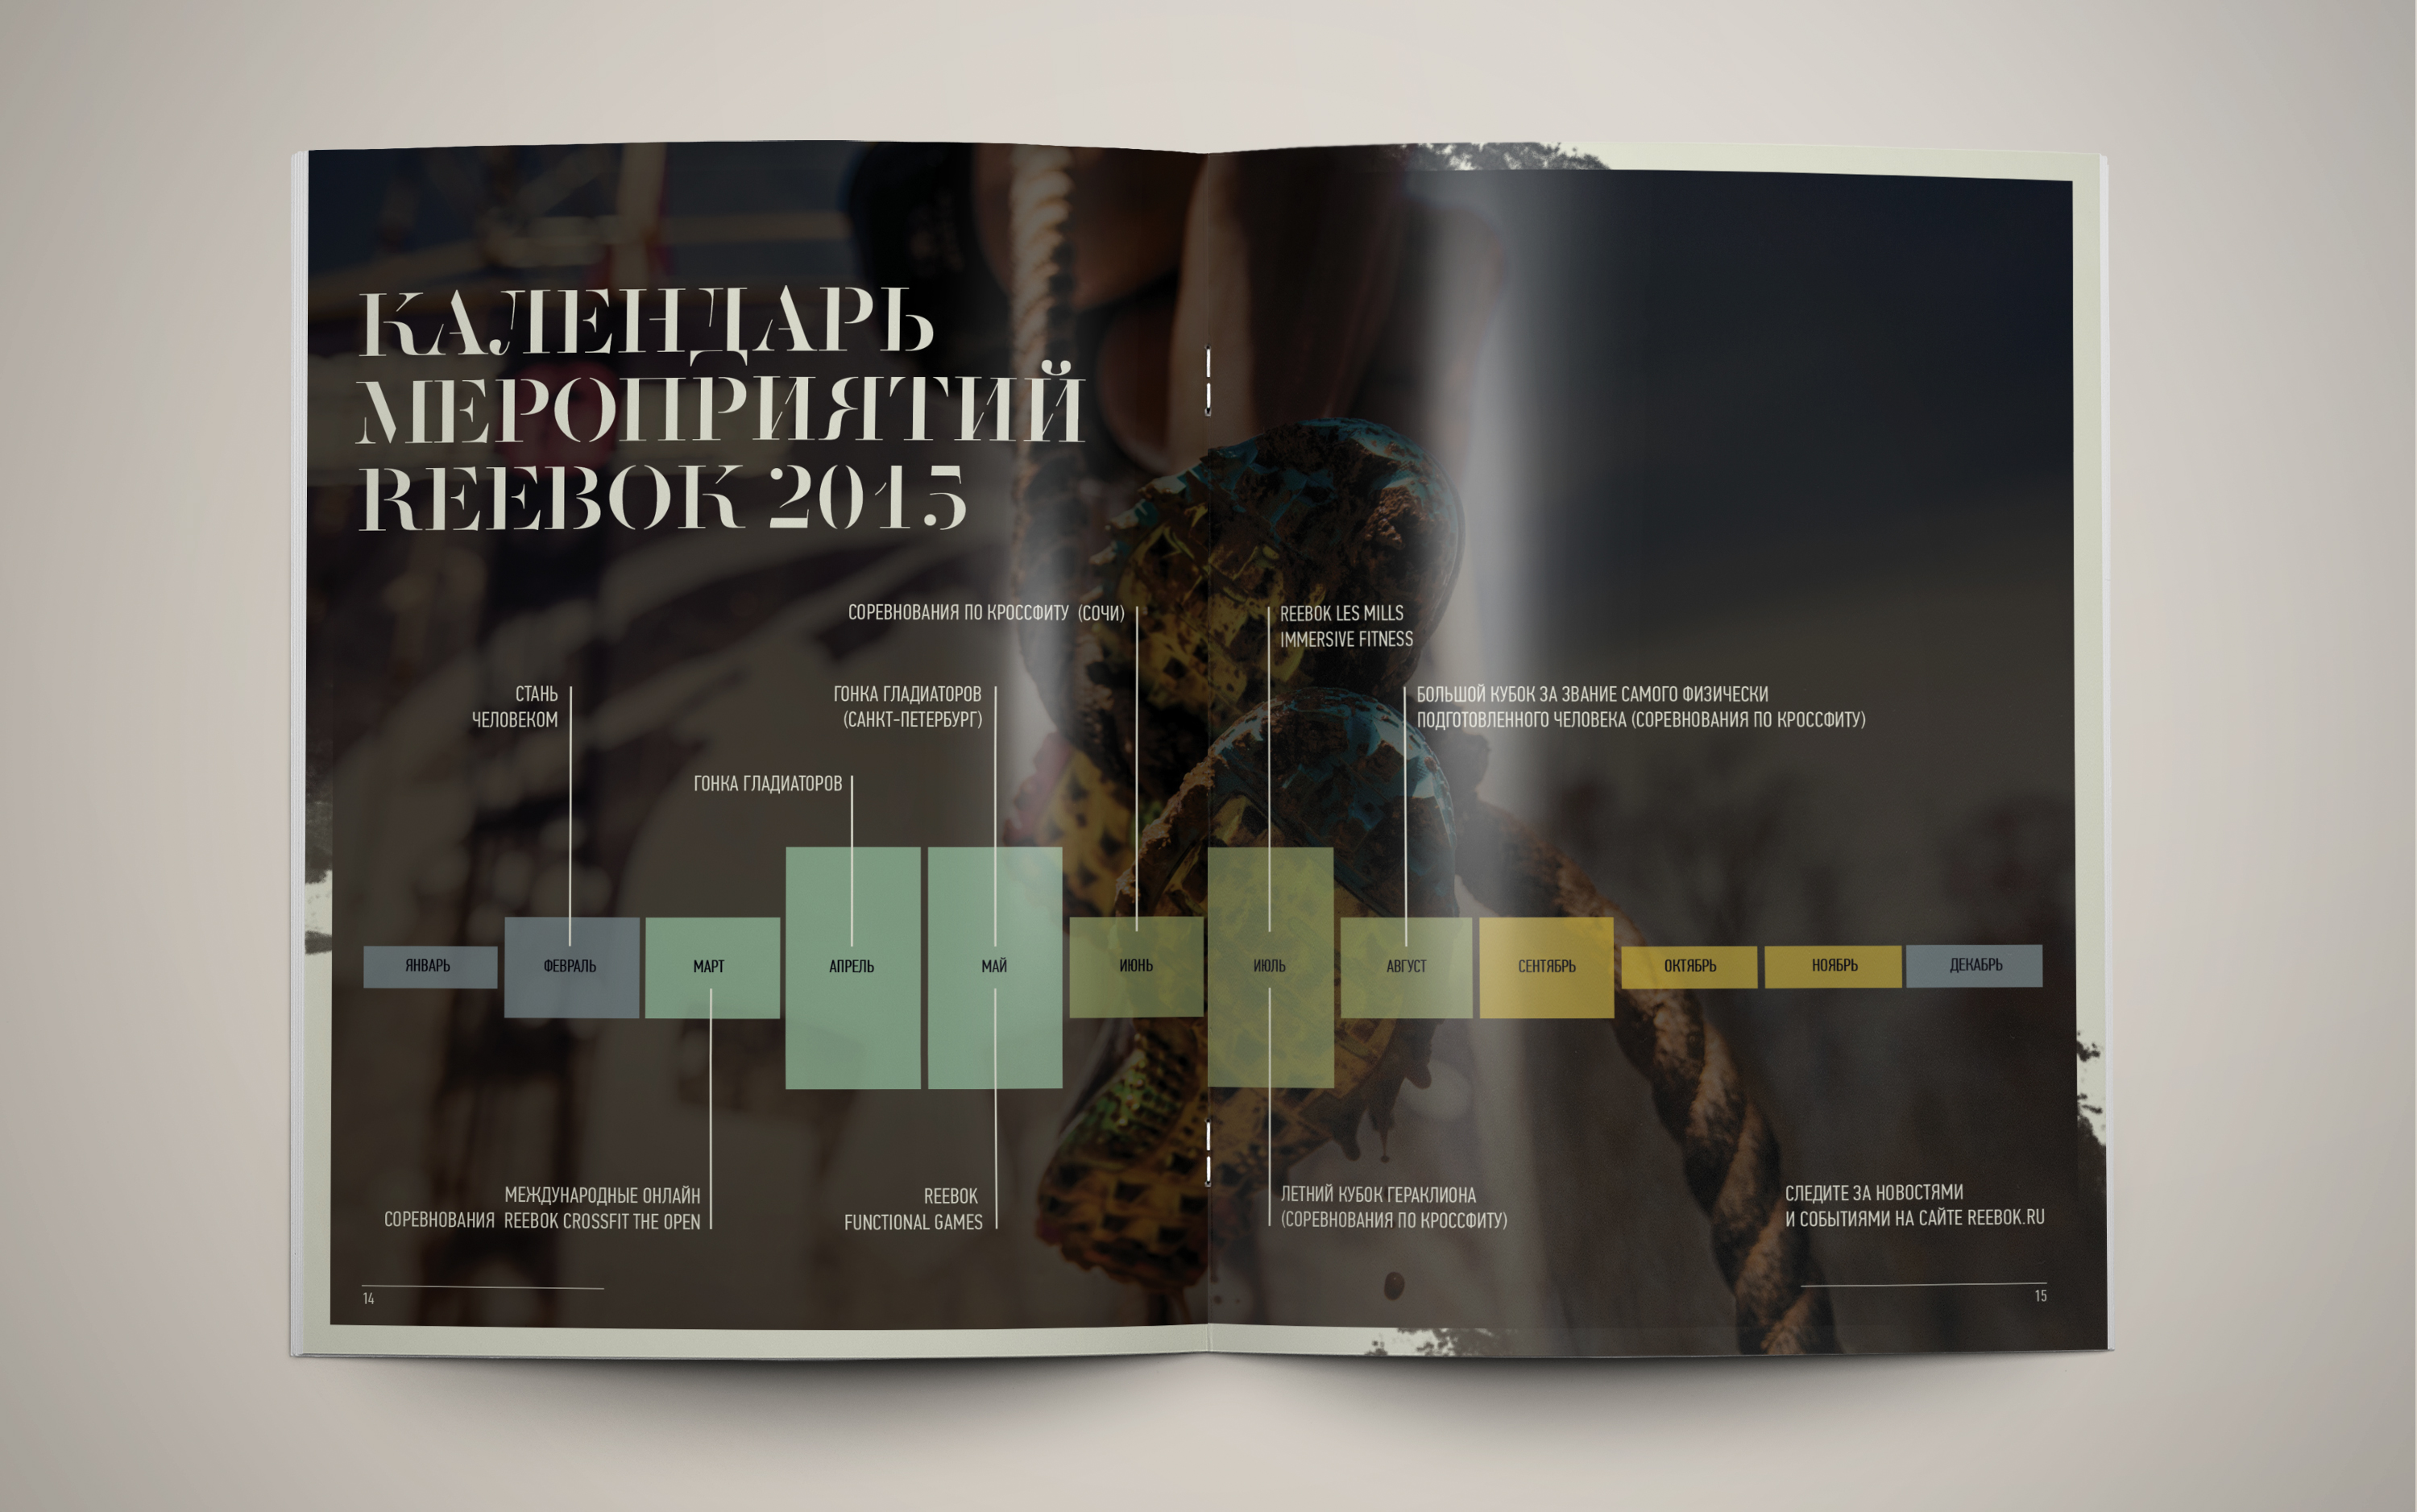 КАЛЕНДАРЬ
МЕРОПРИЯТИЙ
REEBOK 2015
СОРЕВНОВАНИЯ ПО КРОССФИТУ (СОЧИ)
REEBOK LES MILLS
IMMERSIVE FITNESS
СТАНЬ
ЧЕЛОВЕКОМ
ГОНКА ГЛАДИАТОРОВ
(САНКТ-ПЕТЕРБУРГ)
БОЛЬШОЙ КУБОК ЗА ЗВАНИЕ САМОГО ФИЗИЧЕСКИ
ПОДГОТОВЛЕННОГО ЧЕЛОВЕКА (СОРЕВНОВАНИЯ ПО КРОССФИТУ)
ГОНКА ГЛАДИАТОРОВ
ЯНВАРЬ
ФЕВРАЛЬ
МАРТ
АПРЕЛЬ
МАЙ
ИЮНЬ
ИЮЛЬ
АВГУСТ
СЕНТЯБРЬ
ОКТЯБРЬ
НОЯБРЬ
ДЕКАБРЬ
МЕЖДУНАРОДНЫЕ ОНЛАЙН
СОРЕВНОВАНИЯ REEBOK CROSSFIT THE OPEN
REEBOK
FUNCTIONAL GAMES
ЛЕТНИЙ КУБОК ГЕРАКЛИОНА
(СОРЕВНОВАНИЯ ПО КРОССФИТУ)
СЛЕДИТЕ ЗА НОВОСТЯМИ
И СОБЫТИЯМИ НА САЙТЕ REEBOK.RU
14
15